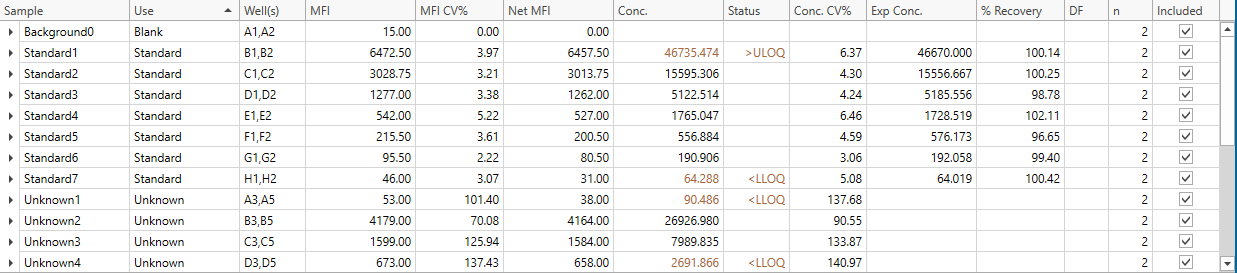 Sample Use Well(s) MFI MFI CV% Net MFI Conc. Status Conc. CV% Exp Conc. % Recovery DF n Included
Background0 Blank A1,A2 15.00 0.00 0.00 2
Standard1 Standard B1,B2 6472.50 3.97 6457.50 46735.474 >ULOQ 6.37 46670.000 100.14 2
Standard2 Standard C1,C2 3028.75 3.21 3013.75 15595.306 4.30 15556.667 100.25 2
Standard3 Standard D1,D2 1277.00 3.38 1262.00 5122.514 4.24 5185.556 98.78 2
Standard4 Standard E1,E2 542.00 5.22 527.00 1765.047 6.46 1728.519 102.11 2
Standard5 Standard F1,F2 215.50 3.61 200.50 556.884 4.59 576.173 96.65 2
Standard6 Standard G1,G2 95.50 2.22 80.50 190.906 3.06 192.058 99.40 2
Standard7 Standard H1,H2 46.00 3.07 31.00 64.288 <LLOQ 5.08 64.019 100.42 2
Unknown1 Unknown A3,A5 53.00 101.40 38.00 90.486 <LLOQ 137.68 2
Unknown2 Unknown B3,B5 4179.00 70.08 4164.00 26926.980 90.55 2
Unknown3 Unknown C3,C5 1599.00 125.94 1584.00 7989.835 133.87 2
Unknown4 Unknown D3,D5 673.00 137.43 658.00 2691.866 <LLOQ 140.97 2